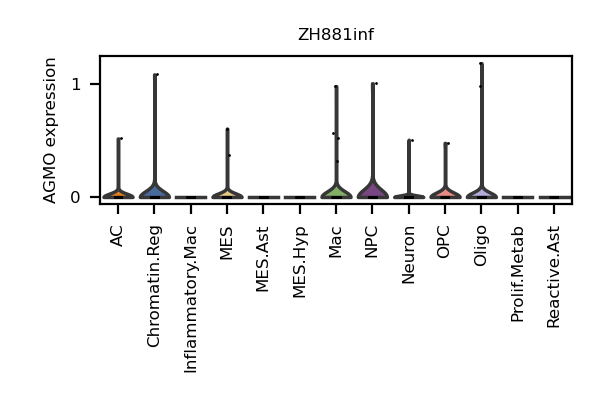 ZH881inf
AGMO expression
1
0
AC
Chromatin.Reg
Inflammatory.Mac
MES
MES.Ast
MES.Hyp
Mac
NPC
Neuron
OPC
Oligo
Prolif.Metab
Reactive.Ast